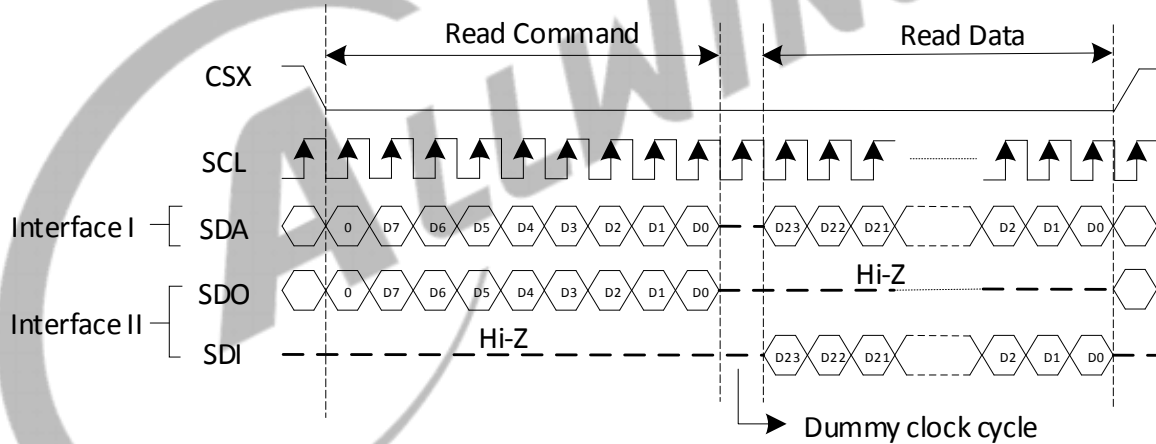 Read Command Read Data
CSX
SCL
Interface I SDA 0 D7 D6 D5 D4 D3 D2 D1 D0 D23 D22 D21 D2 D1 D0
Hi-Z
SDO 0 D7 D6 D5 D4 D3 D2 D1 D0
Interface II
Hi-Z
SDI D23 D22 D21 D2 D1 D0
Dummy clock cycle